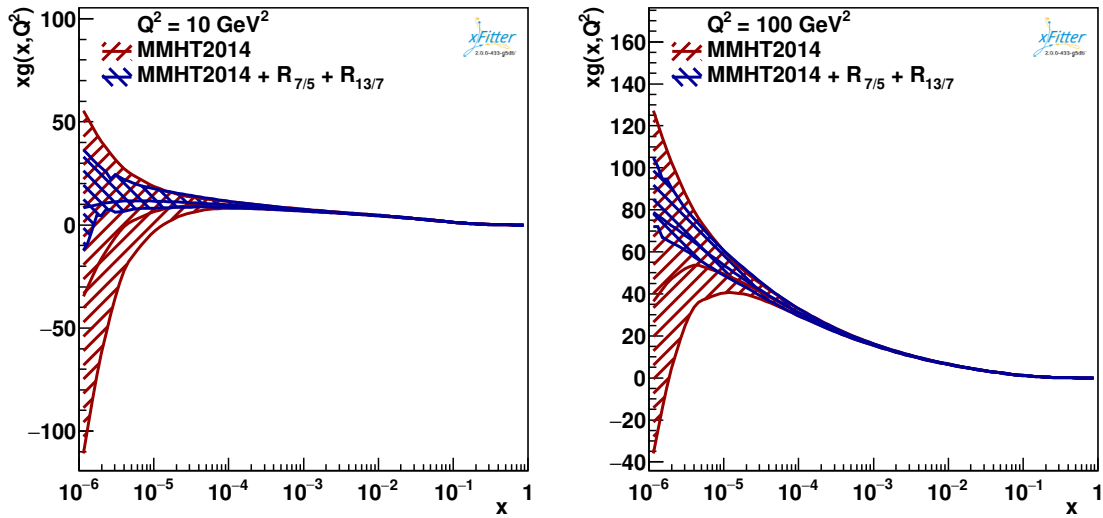 Q² = 10 GeV²
MMHT2014
MMHT2014 + R₇/₅ + R₁₃/₇
xFitter
xg(x,Q²)
100
50
0
−50
−100
10⁻⁶ 10⁻⁵ 10⁻⁴ 10⁻³ 10⁻² 10⁻¹ 1
x
Q² = 100 GeV²
MMHT2014
MMHT2014 + R₇/₅ + R₁₃/₇
xFitter
xg(x,Q²)
160
140
120
100
80
60
40
20
0
−20
−40
10⁻⁶ 10⁻⁵ 10⁻⁴ 10⁻³ 10⁻² 10⁻¹ 1
x